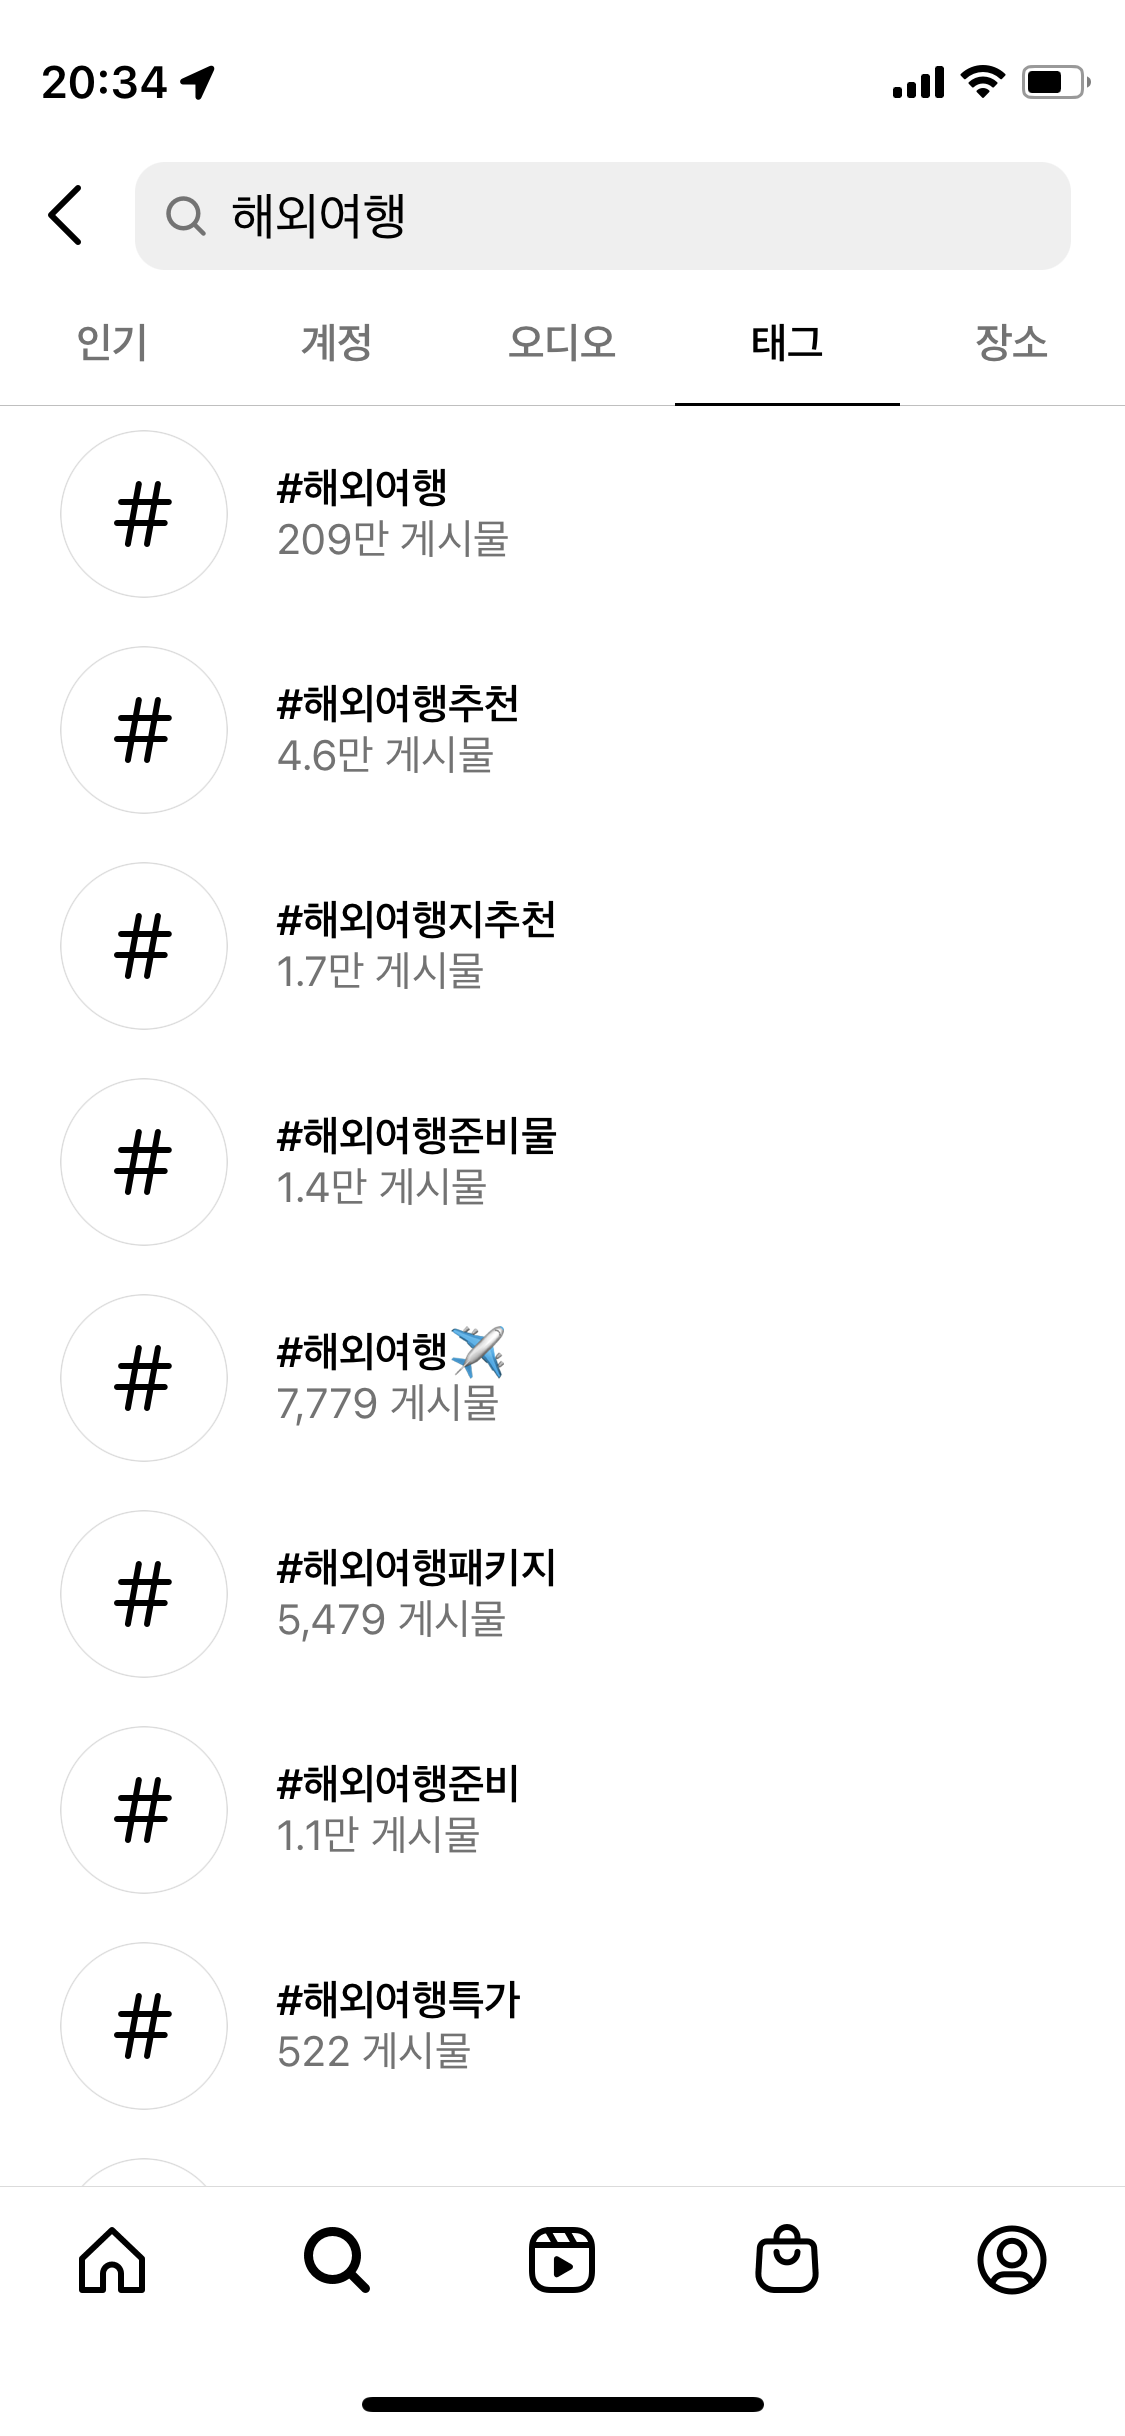 20:34
해외여행
인기 계정 오디오 태그 장소
#해외여행
209만 게시물
#해외여행추천
4.6만 게시물
#해외여행지추천
1.7만 게시물
#해외여행준비물
1.4만 게시물
#해외여행✈️
7,779 게시물
#해외여행패키지
5,479 게시물
#해외여행준비
1.1만 게시물
#해외여행특가
522 게시물